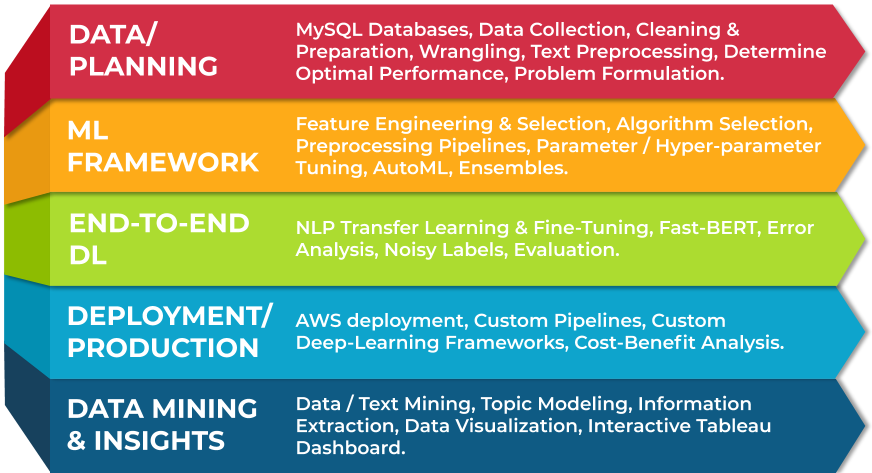 DATA/
PLANNING
MySQL Databases, Data Collection, Cleaning &
Preparation, Wrangling, Text Preprocessing, Determine
Optimal Performance, Problem Formulation.
ML
FRAMEWORK
Feature Engineering & Selection, Algorithm Selection,
Preprocessing Pipelines, Parameter / Hyper-parameter
Tuning, AutoML, Ensembles.
END-TO-END
DL
NLP Transfer Learning & Fine-Tuning, Fast-BERT, Error
Analysis, Noisy Labels, Evaluation.
DEPLOYMENT/
PRODUCTION
AWS deployment, Custom Pipelines, Custom
Deep-Learning Frameworks, Cost-Benefit Analysis.
DATA MINING
& INSIGHTS
Data / Text Mining, Topic Modeling, Information
Extraction, Data Visualization, Interactive Tableau
Dashboard.